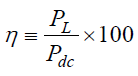 η ≡ P_L / P_dc × 100